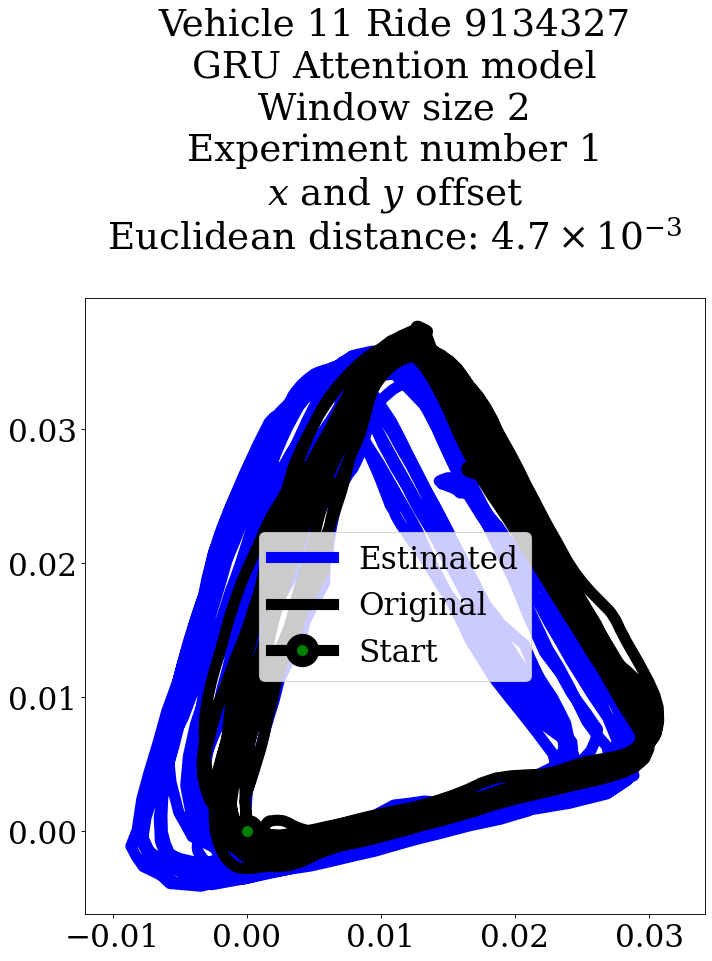 Vehicle 11 Ride 9134327
GRU Attention model
Window size 2
Experiment number 1
x and y offset
Euclidean distance: 4.7 × 10⁻³
0.03
0.02
0.01
0.00
Estimated
Original
Start
−0.01 0.00 0.01 0.02 0.03